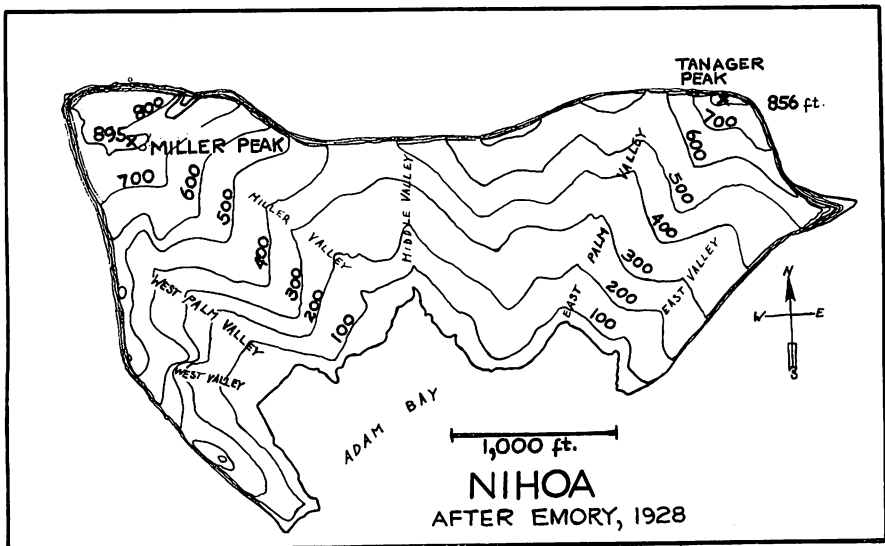 TANAGER
PEAK
856 ft.
800
700
895
MILLER PEAK
600
700
600
500
500
MILLER
VALLEY
MIDDLE VALLEY
VALLEY
PALM
EAST
400
400
300
300
EAST VALLEY
200
200
100
100
WEST PALM VALLEY
WEST VALLEY
N
W
E
S
ADAM BAY
1,000 ft.
NIHOA
AFTER EMORY, 1928